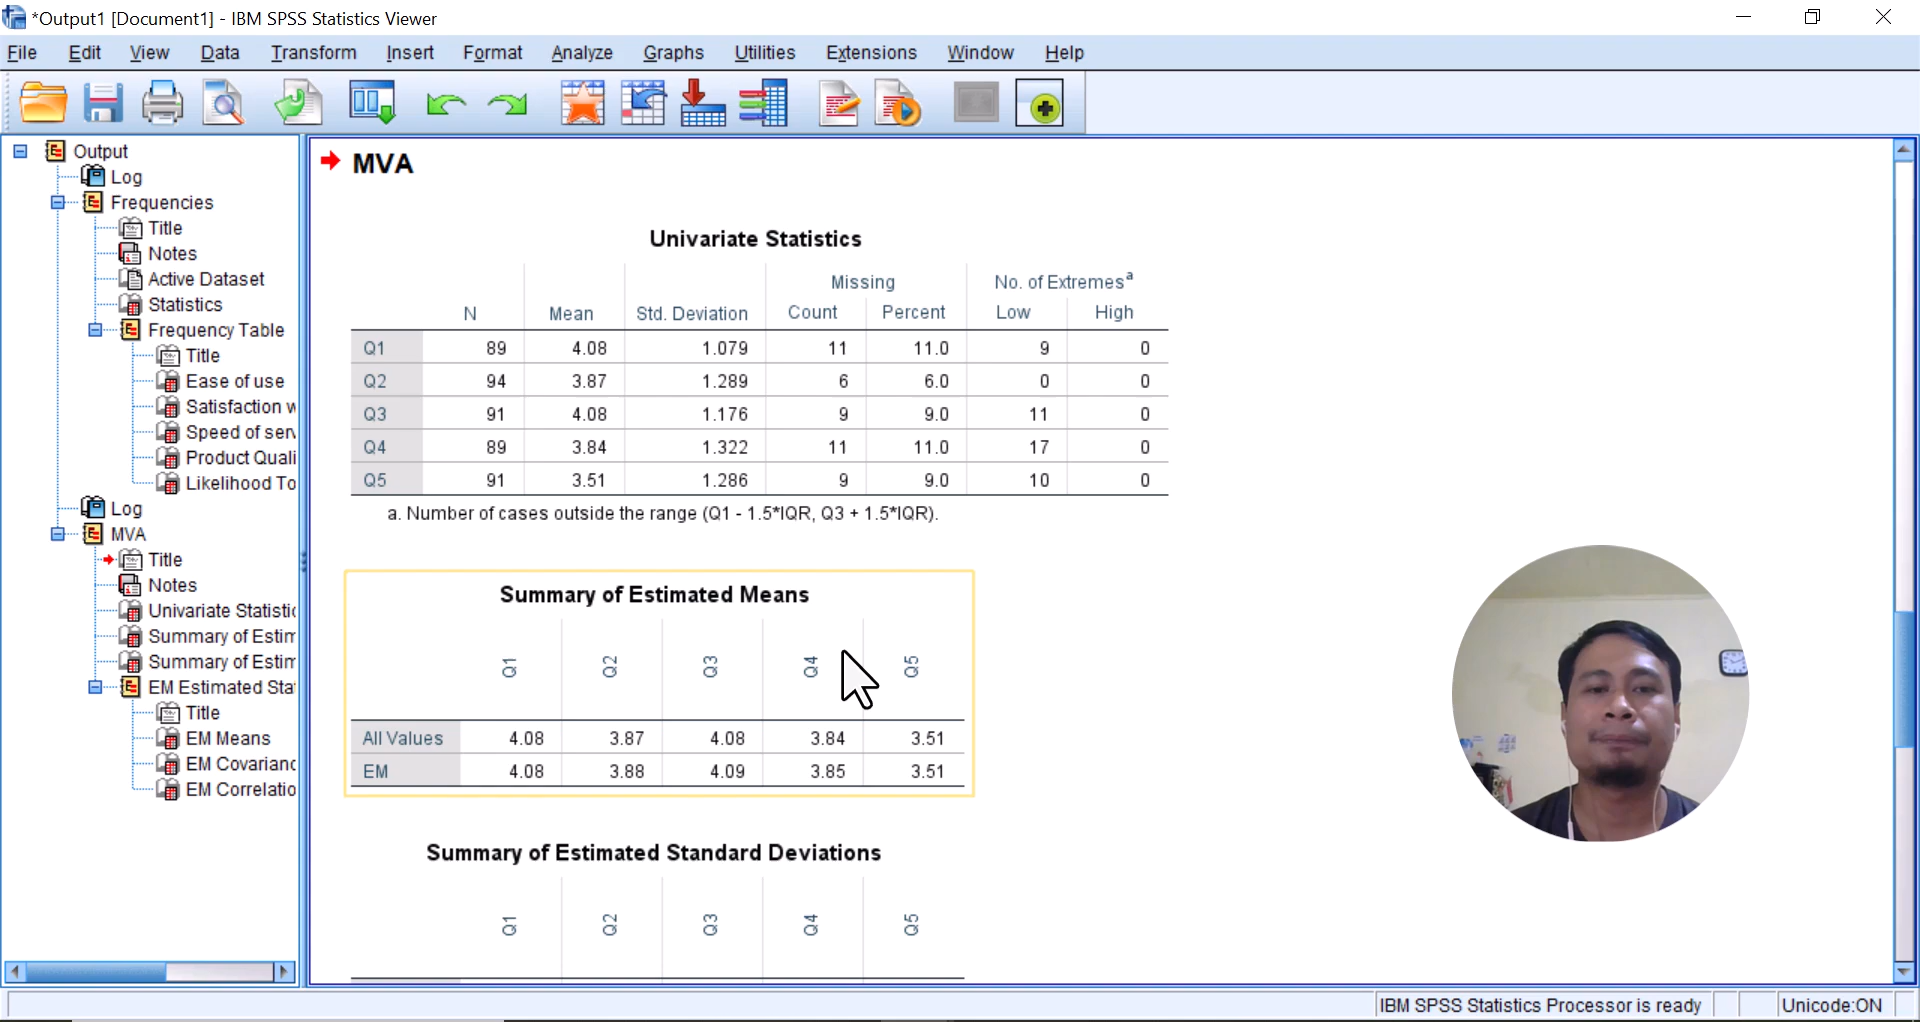 *Output1 [Document1] - IBM SPSS Statistics Viewer
File Edit View Data Transform Insert Format Analyze Graphs Utilities Extensions Window Help
Output
Log
Frequencies
Title
Notes
Active Dataset
Statistics
Frequency Table
Title
Ease of use
Satisfaction w
Speed of serv
Product Quali
Likelihood To
Log
MVA
Title
Notes
Univariate Statistic
Summary of Estim
Summary of Estim
EM Estimated Stat
Title
EM Means
EM Covarianc
EM Correlatio
MVA
Univariate Statistics
Missing No. of Extremes a
N Mean Std. Deviation Count Percent Low High
Q1 89 4.08 1.079 11 11.0 9 0
Q2 94 3.87 1.289 6 6.0 0 0
Q3 91 4.08 1.176 9 9.0 11 0
Q4 89 3.84 1.322 11 11.0 17 0
Q5 91 3.51 1.286 9 9.0 10 0
a. Number of cases outside the range (Q1 - 1.5*IQR, Q3 + 1.5*IQR).
Summary of Estimated Means
Q1 Q2 Q3 Q4 Q5
All Values 4.08 3.87 4.08 3.84 3.51
EM 4.08 3.88 4.09 3.85 3.51
Summary of Estimated Standard Deviations
Q1 Q2 Q3 Q4 Q5
IBM SPSS Statistics Processor is ready Unicode:ON